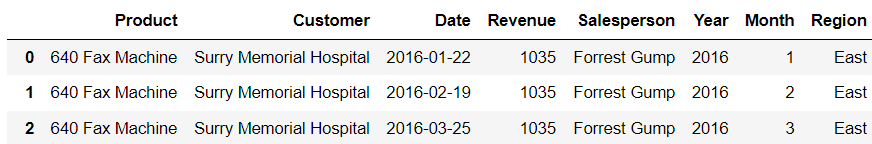 Product Customer Date Revenue Salesperson Year Month Region
0 640 Fax Machine Surry Memorial Hospital 2016-01-22 1035 Forrest Gump 2016 1 East
1 640 Fax Machine Surry Memorial Hospital 2016-02-19 1035 Forrest Gump 2016 2 East
2 640 Fax Machine Surry Memorial Hospital 2016-03-25 1035 Forrest Gump 2016 3 East